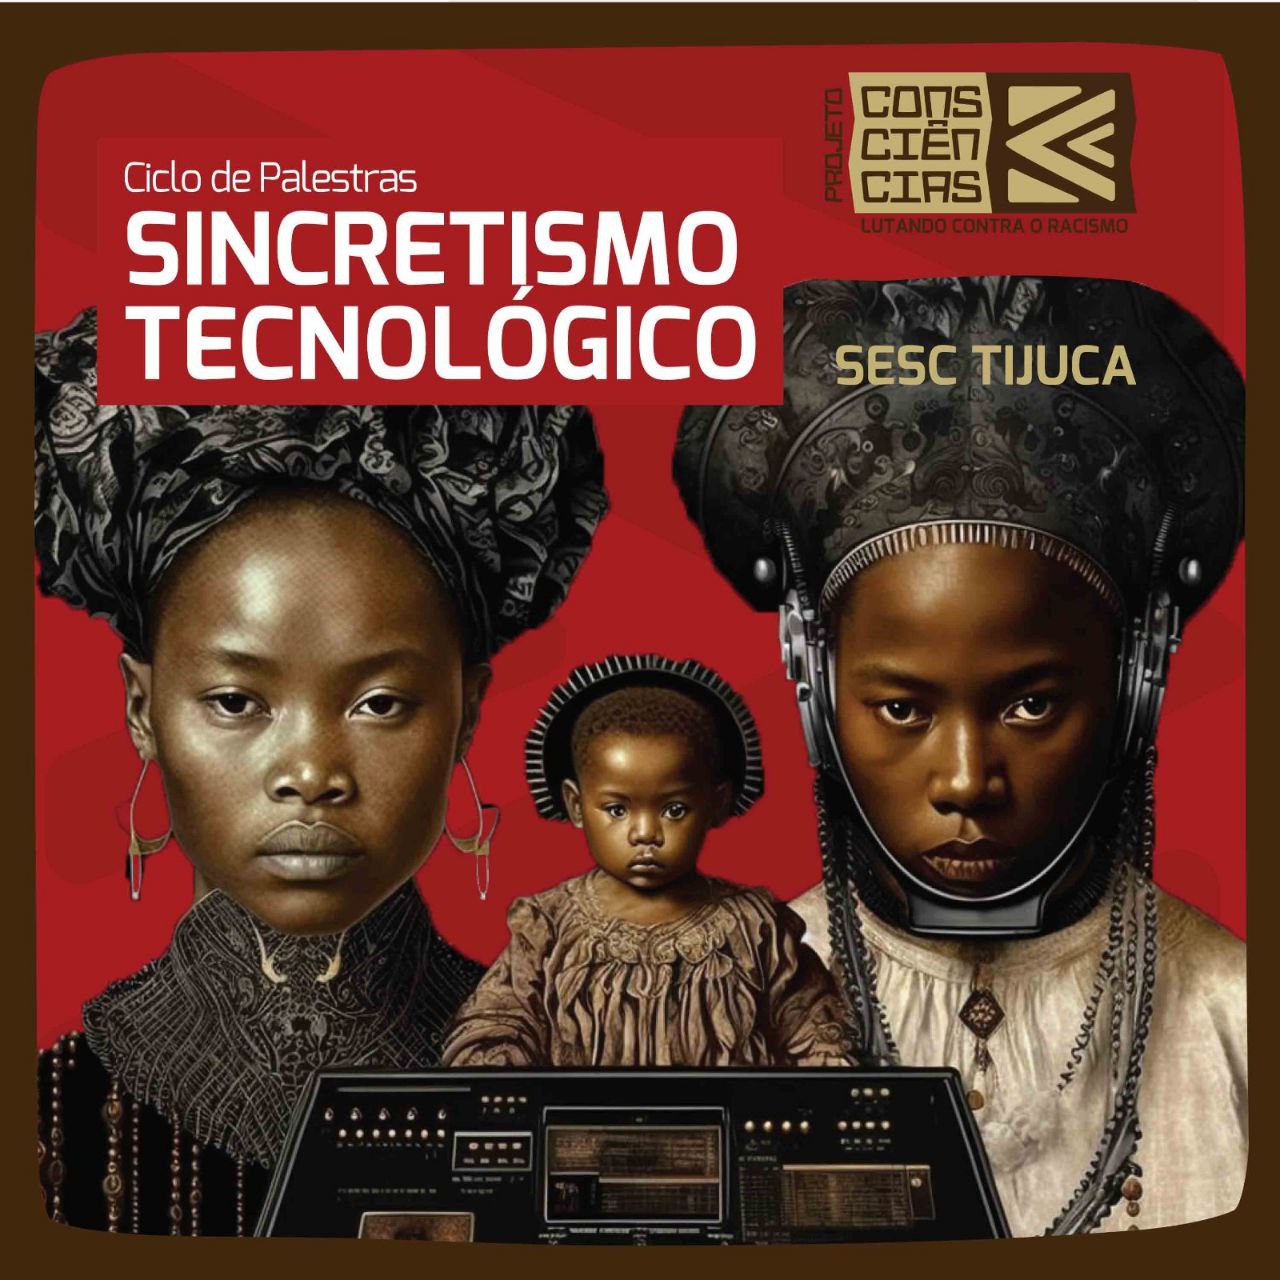 Ciclo de Palestras
SINCRETISMO
TECNOLÓGICO
PROJETO
CONS
CIÊN
CIAS
LUTANDO CONTRA O RACISMO
SESC TIJUCA